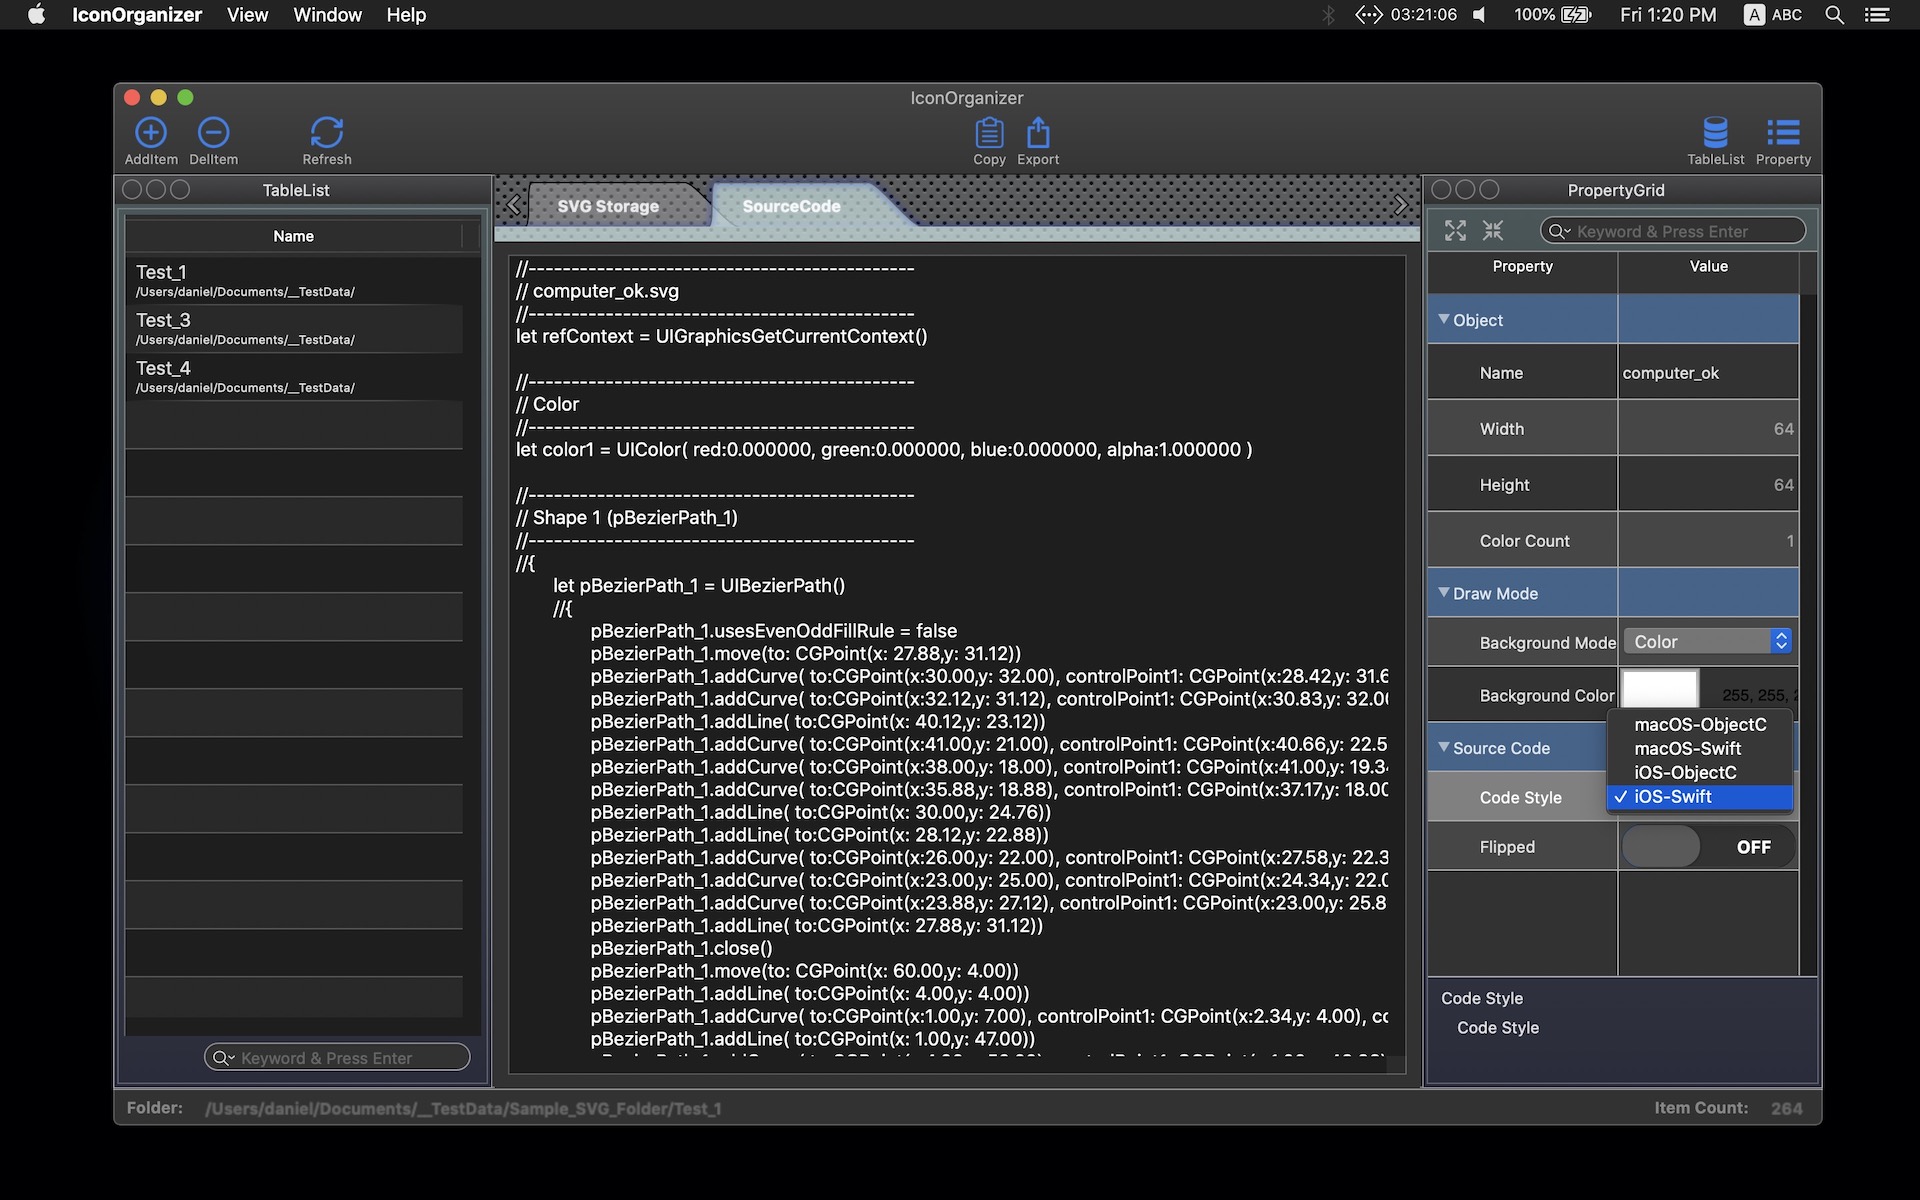 IconOrganizer View Window Help 03:21:06 100% Fri 1:20 PM A ABC
IconOrganizer
AddItem DelItem Refresh Copy Export TableList Property
TableList
Name
Test_1
/Users/daniel/Documents/__TestData/
Test_3
/Users/daniel/Documents/__TestData/
Test_4
/Users/daniel/Documents/__TestData/
Keyword & Press Enter
SVG Storage SourceCode
//---------------------------------------------
// computer_ok.svg
//---------------------------------------------
let refContext = UIGraphicsGetCurrentContext()
//---------------------------------------------
// Color
//---------------------------------------------
let color1 = UIColor( red:0.000000, green:0.000000, blue:0.000000, alpha:1.000000 )
//---------------------------------------------
// Shape 1 (pBezierPath_1)
//---------------------------------------------
//{
let pBezierPath_1 = UIBezierPath()
//{
pBezierPath_1.usesEvenOddFillRule = false
pBezierPath_1.move(to: CGPoint(x: 27.88,y: 31.12))
pBezierPath_1.addCurve( to:CGPoint(x:30.00,y: 32.00), controlPoint1: CGPoint(x:28.42,y: 31.6
pBezierPath_1.addCurve( to:CGPoint(x:32.12,y: 31.12), controlPoint1: CGPoint(x:30.83,y: 32.0
pBezierPath_1.addLine( to:CGPoint(x: 40.12,y: 23.12))
pBezierPath_1.addCurve( to:CGPoint(x:41.00,y: 21.00), controlPoint1: CGPoint(x:40.66,y: 22.5
pBezierPath_1.addCurve( to:CGPoint(x:38.00,y: 18.00), controlPoint1: CGPoint(x:41.00,y: 19.34
pBezierPath_1.addCurve( to:CGPoint(x:35.88,y: 18.88), controlPoint1: CGPoint(x:37.17,y: 18.00
pBezierPath_1.addLine( to:CGPoint(x: 30.00,y: 24.76))
pBezierPath_1.addLine( to:CGPoint(x: 28.12,y: 22.88))
pBezierPath_1.addCurve( to:CGPoint(x:26.00,y: 22.00), controlPoint1: CGPoint(x:27.58,y: 22.3
pBezierPath_1.addCurve( to:CGPoint(x:23.00,y: 25.00), controlPoint1: CGPoint(x:24.34,y: 22.0
pBezierPath_1.addCurve( to:CGPoint(x:23.88,y: 27.12), controlPoint1: CGPoint(x:23.00,y: 25.8
pBezierPath_1.addLine( to:CGPoint(x: 27.88,y: 31.12))
pBezierPath_1.close()
pBezierPath_1.move(to: CGPoint(x: 60.00,y: 4.00))
pBezierPath_1.addLine( to:CGPoint(x: 4.00,y: 4.00))
pBezierPath_1.addCurve( to:CGPoint(x:1.00,y: 7.00), controlPoint1: CGPoint(x:2.34,y: 4.00), cc
pBezierPath_1.addLine( to:CGPoint(x: 1.00,y: 47.00))
PropertyGrid
Keyword & Press Enter
Property Value
Object
Name computer_ok
Width 64
Height 64
Color Count 1
Draw Mode
Background Mode Color
Background Color 255, 255, 2
Source Code
Code Style
macOS-ObjectC
macOS-Swift
iOS-ObjectC
✓ iOS-Swift
Flipped OFF
Code Style
Code Style
Folder: /Users/daniel/Documents/__TestData/Sample_SVG_Folder/Test_1 Item Count: 264